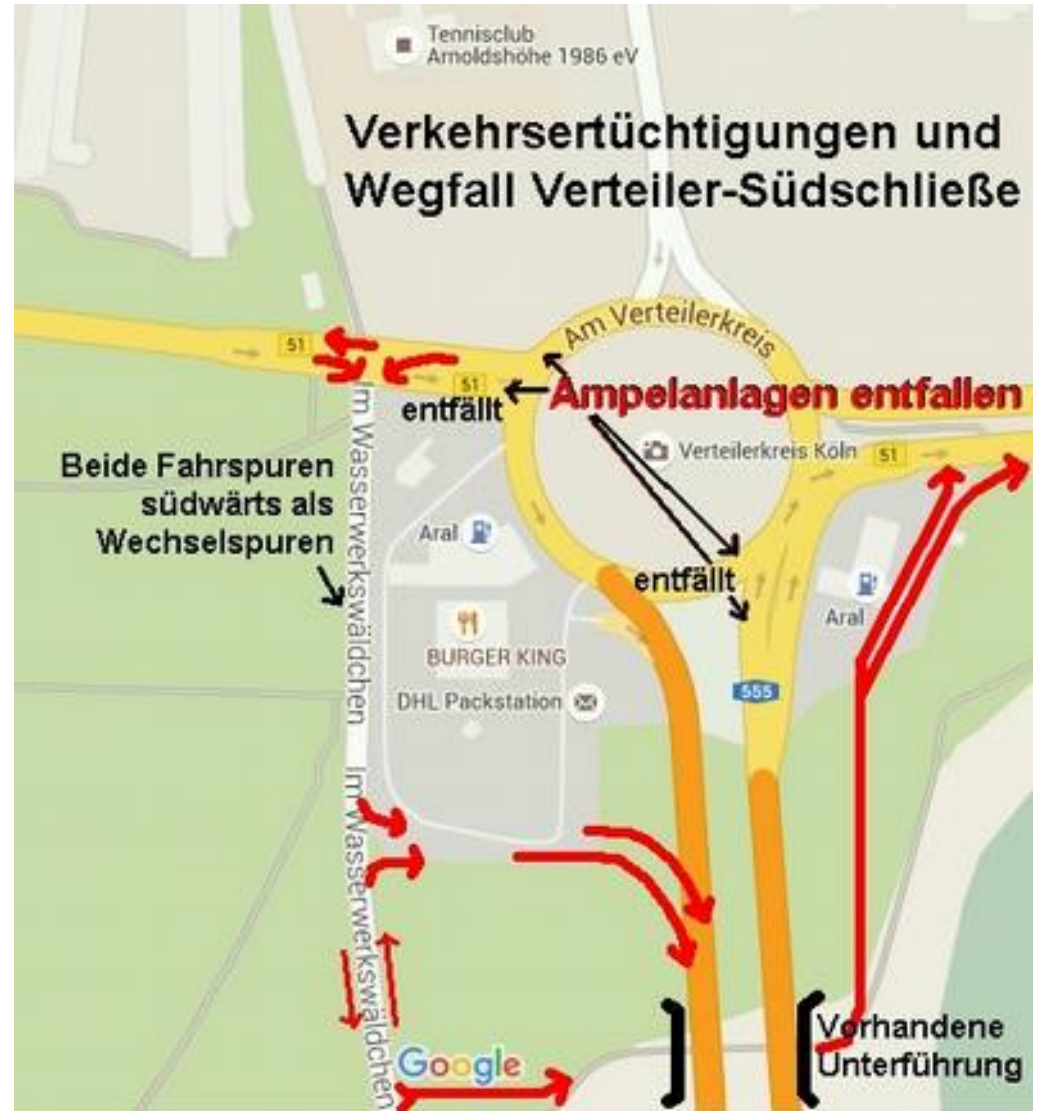 Tennisclub
Arnoldshöhe 1986 eV
Verkehrsertüchtigungen und
Wegfall Verteiler-Südschließe
Am Verteilerkreis
51
51
entfällt
Ampelanlagen entfallen
Verteilerkreis Köln
51
Beide Fahrspuren
südwärts als
Wechselspuren
Im Wasserwerkswäldchen
Aral
entfällt
Aral
BURGER KING
555
DHL Packstation
Im Wasserwerkswäldchen
Vorhandene
Unterführung
Google